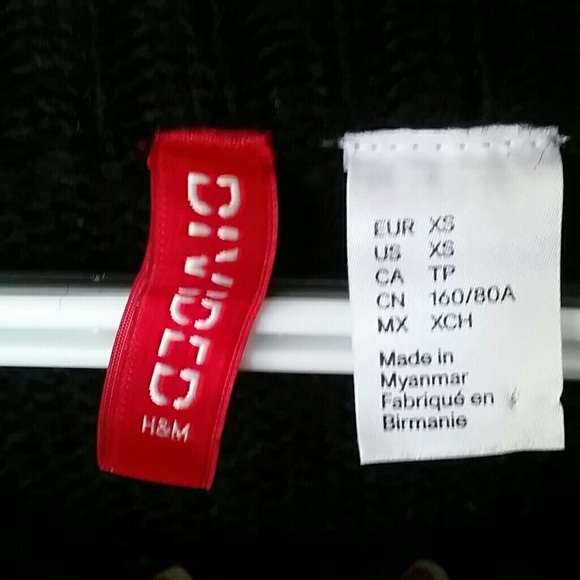 DIVIDED
H&M
EUR XS
US XS
CA TP
CN 160/80A
MX XCH
Made in
Myanmar
Fabriqué en
Birmanie